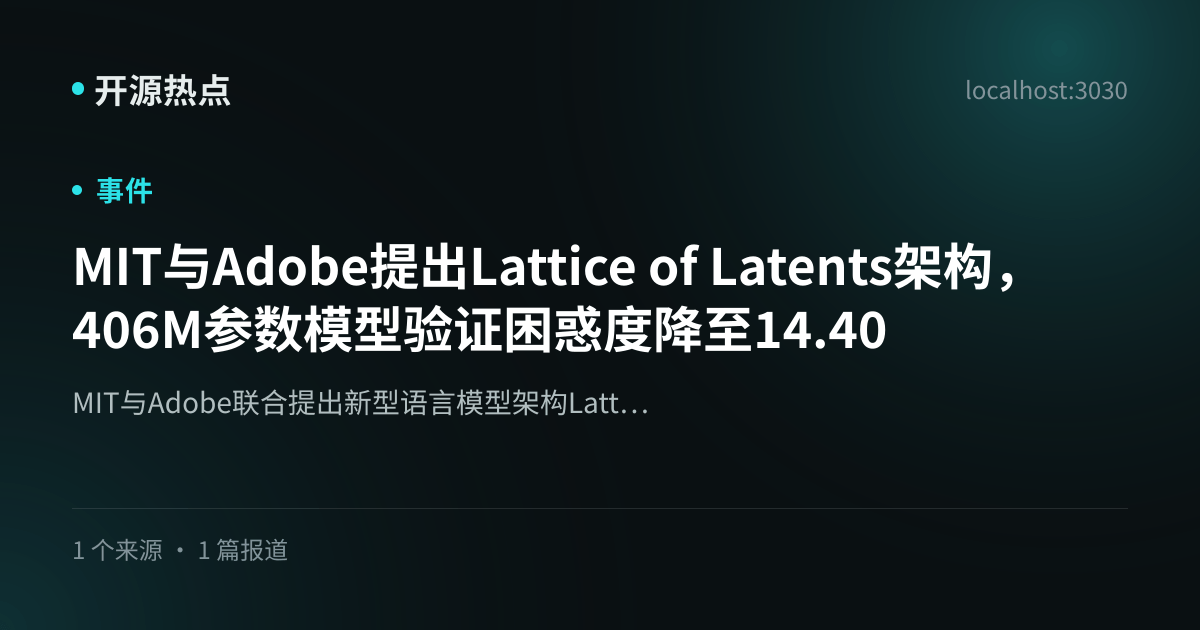 开源热点
localhost:3030
事件
MIT与Adobe提出Lattice of Latents架构，
406M参数模型验证困惑度降至14.40
MIT与Adobe联合提出新型语言模型架构Latt…
1 个来源 · 1 篇报道